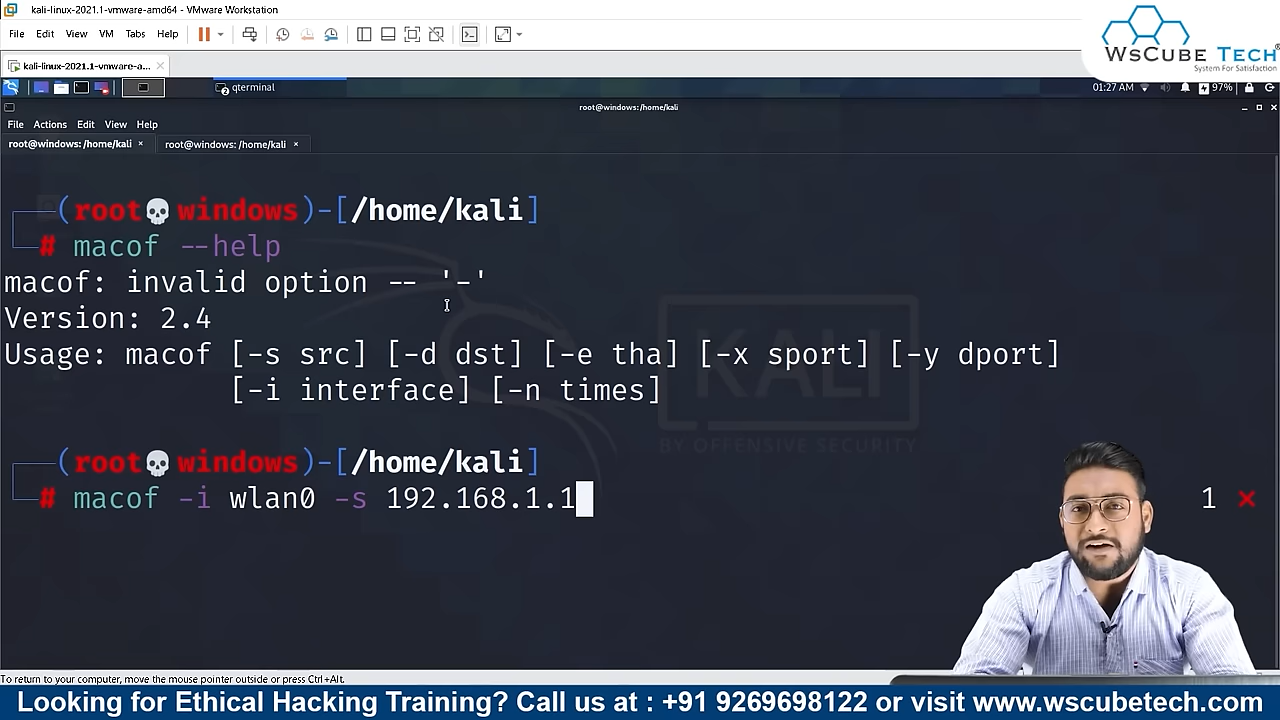 kali-linux-2021.1-vmware-amd64 - VMware Workstation
File Edit View VM Tabs Help
WsCube Tech®
System For Satisfaction
kali-linux-2021.1-vmware-a...
qterminal
01:27 AM
97%
root@windows:/home/kali
File Actions Edit View Help
root@windows: /home/kali
root@windows: /home/kali
(root💀windows)-[/home/kali]
# macof --help
macof: invalid option -- '-'
Version: 2.4
Usage: macof [-s src] [-d dst] [-e tha] [-x sport] [-y dport]
[-i interface] [-n times]
KALI
BY OFFENSIVE SECURITY
(root💀windows)-[/home/kali]
# macof -i wlan0 -s 192.168.1.1
1 ×
To return to your computer, move the mouse pointer outside or press Ctrl+Alt.
Looking for Ethical Hacking Training? Call us at : +91 9269698122 or visit www.wscubetech.com